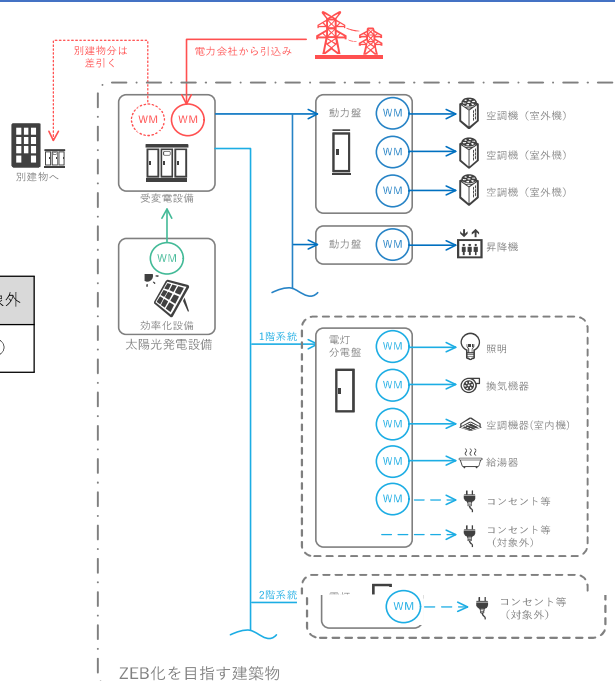 別建物分は
差引く
電力会社から引込み
WM
WM
受変電設備
別建物へ
WM
効率化設備
太陽光発電設備
動力盤
WM
空調機（室外機）
WM
空調機（室外機）
WM
空調機（室外機）
動力盤
WM
昇降機
象外
1階系統
電灯
分電盤
WM
照明
WM
換気機器
WM
空調機器(室内機)
WM
給湯器
WM
コンセント等
コンセント等
（対象外）
2階系統
WM
コンセント等
（対象外）
ZEB化を目指す建築物